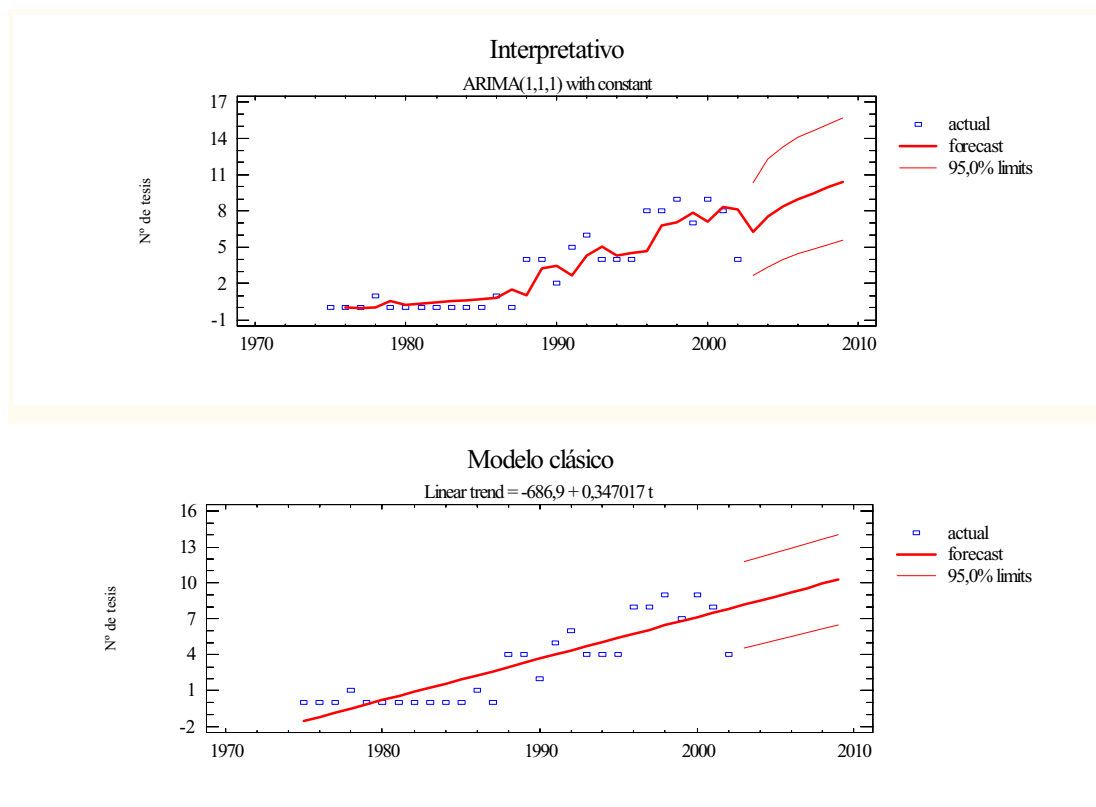 Interpretativo
ARIMA(1,1,1) with constant
17
14
11
8
5
2
-1
Nº de tesis
1970
1980
1990
2000
2010
actual
forecast
95,0% limits
Modelo clásico
Linear trend = -686,9 + 0,347017 t
16
13
10
7
4
1
-2
Nº de tesis
1970
1980
1990
2000
2010
actual
forecast
95,0% limits